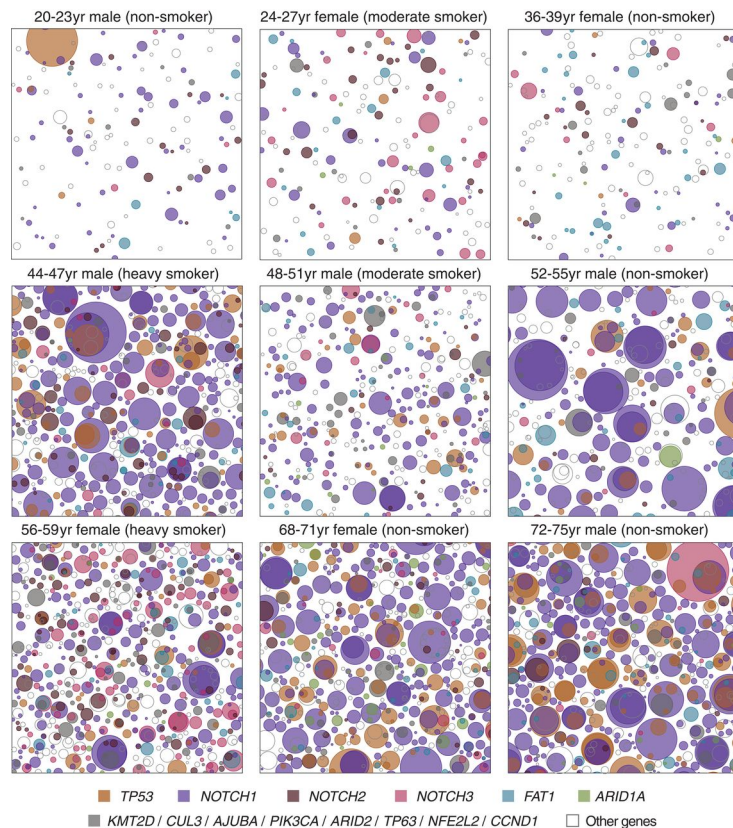 20-23yr male (non-smoker)
24-27yr female (moderate smoker)
36-39yr female (non-smoker)
44-47yr male (heavy smoker)
48-51yr male (moderate smoker)
52-55yr male (non-smoker)
56-59yr female (heavy smoker)
68-71yr female (non-smoker)
72-75yr male (non-smoker)
TP53 NOTCH1 NOTCH2 NOTCH3 FAT1 ARID1A
KMT2D / CUL3 / AJUBA / PIK3CA / ARID2 / TP63 / NFE2L2 / CCND1 Other genes